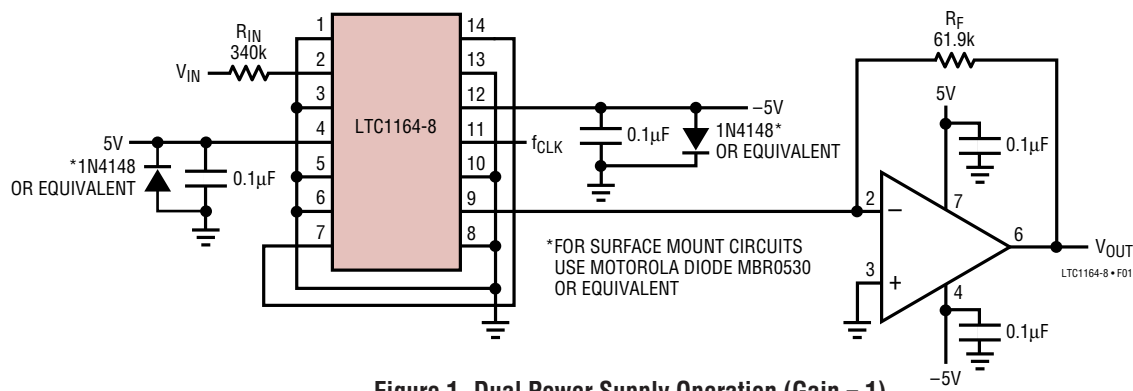 R_IN
340k
V_IN
1
2
3
4
5
6
7
LTC1164-8
14
13
12
11
10
9
8
5V
*1N4148
OR EQUIVALENT
0.1µF
–5V
0.1µF
1N4148*
OR EQUIVALENT
f_CLK
*FOR SURFACE MOUNT CIRCUITS
USE MOTOROLA DIODE MBR0530
OR EQUIVALENT
R_F
61.9k
5V
0.1µF
7
2
–
3
+
6
V_OUT
LTC1164-8 • F01
4
0.1µF
–5V
Figure 1. Dual Power Supply Operation (Gain = 1)